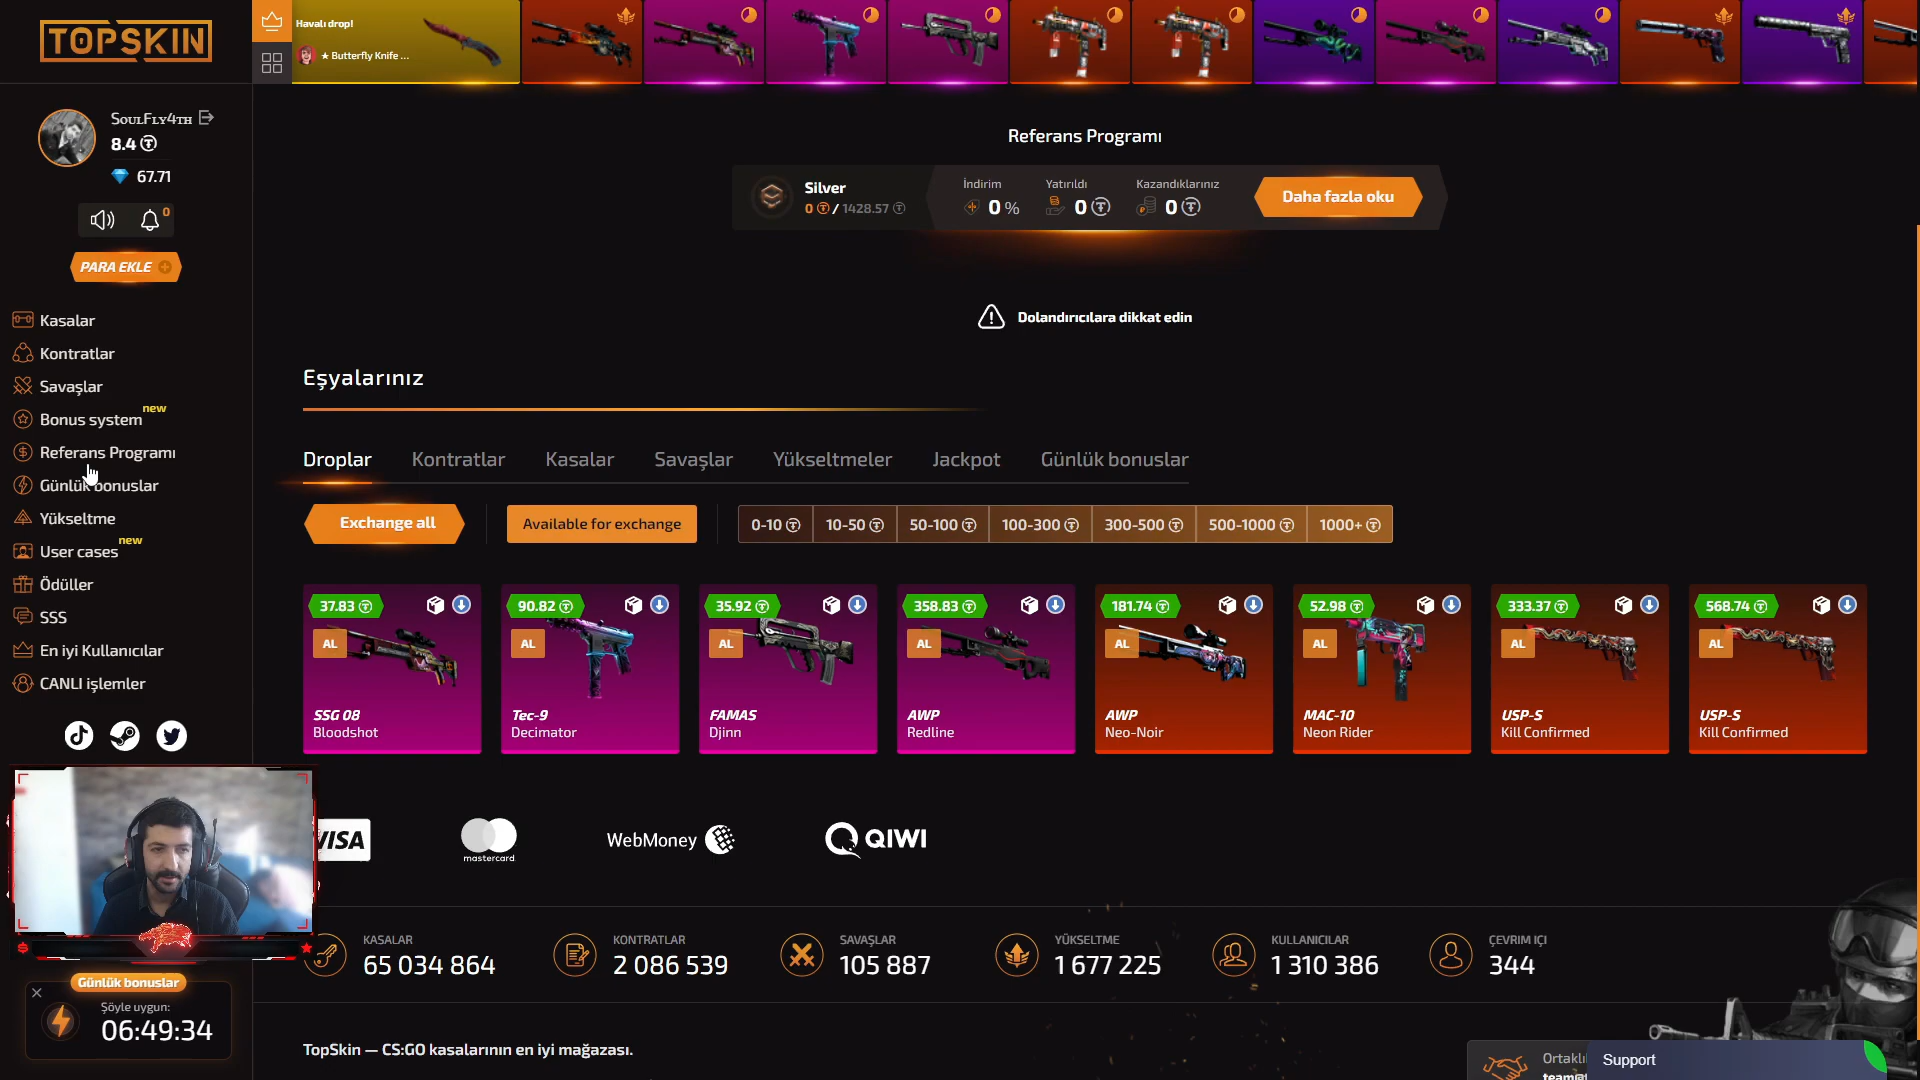 TOPSKIN
Havalı drop!
★ Butterfly Knife ...
SoulFly4th
8.4
67.71
0
PARA EKLE
Kasalar
Kontratlar
Savaşlar
Bonus system
new
Referans Programı
Günlük bonuslar
Yükseltme
User cases
new
Ödüller
SSS
En iyi Kullanıcılar
CANLI işlemler
Günlük bonuslar
Şöyle uygun:
06:49:34
Referans Programı
Silver
0 / 1428.57
İndirim
0 %
Yatırıldı
0
Kazandıklarınız
0
Daha fazla oku
Dolandırıcılara dikkat edin
Eşyalarınız
Droplar Kontratlar Kasalar Savaşlar Yükseltmeler Jackpot Günlük bonuslar
Exchange all
Available for exchange
0-10 10-50 50-100 100-300 300-500 500-1000 1000+
37.83
AL
SSG 08
Bloodshot
90.82
AL
Tec-9
Decimator
35.92
AL
FAMAS
Djinn
358.83
AL
AWP
Redline
181.74
AL
AWP
Neo-Noir
52.98
AL
MAC-10
Neon Rider
333.37
AL
USP-S
Kill Confirmed
568.74
AL
USP-S
Kill Confirmed
VISA
mastercard
WebMoney
QIWI
KASALAR
65 034 864
KONTRATLAR
2 086 539
SAVAŞLAR
105 887
YÜKSELTME
1 677 225
KULLANICILAR
1 310 386
ÇEVRIM IÇI
344
TopSkin — CS:GO kasalarının en iyi mağazası.
Support